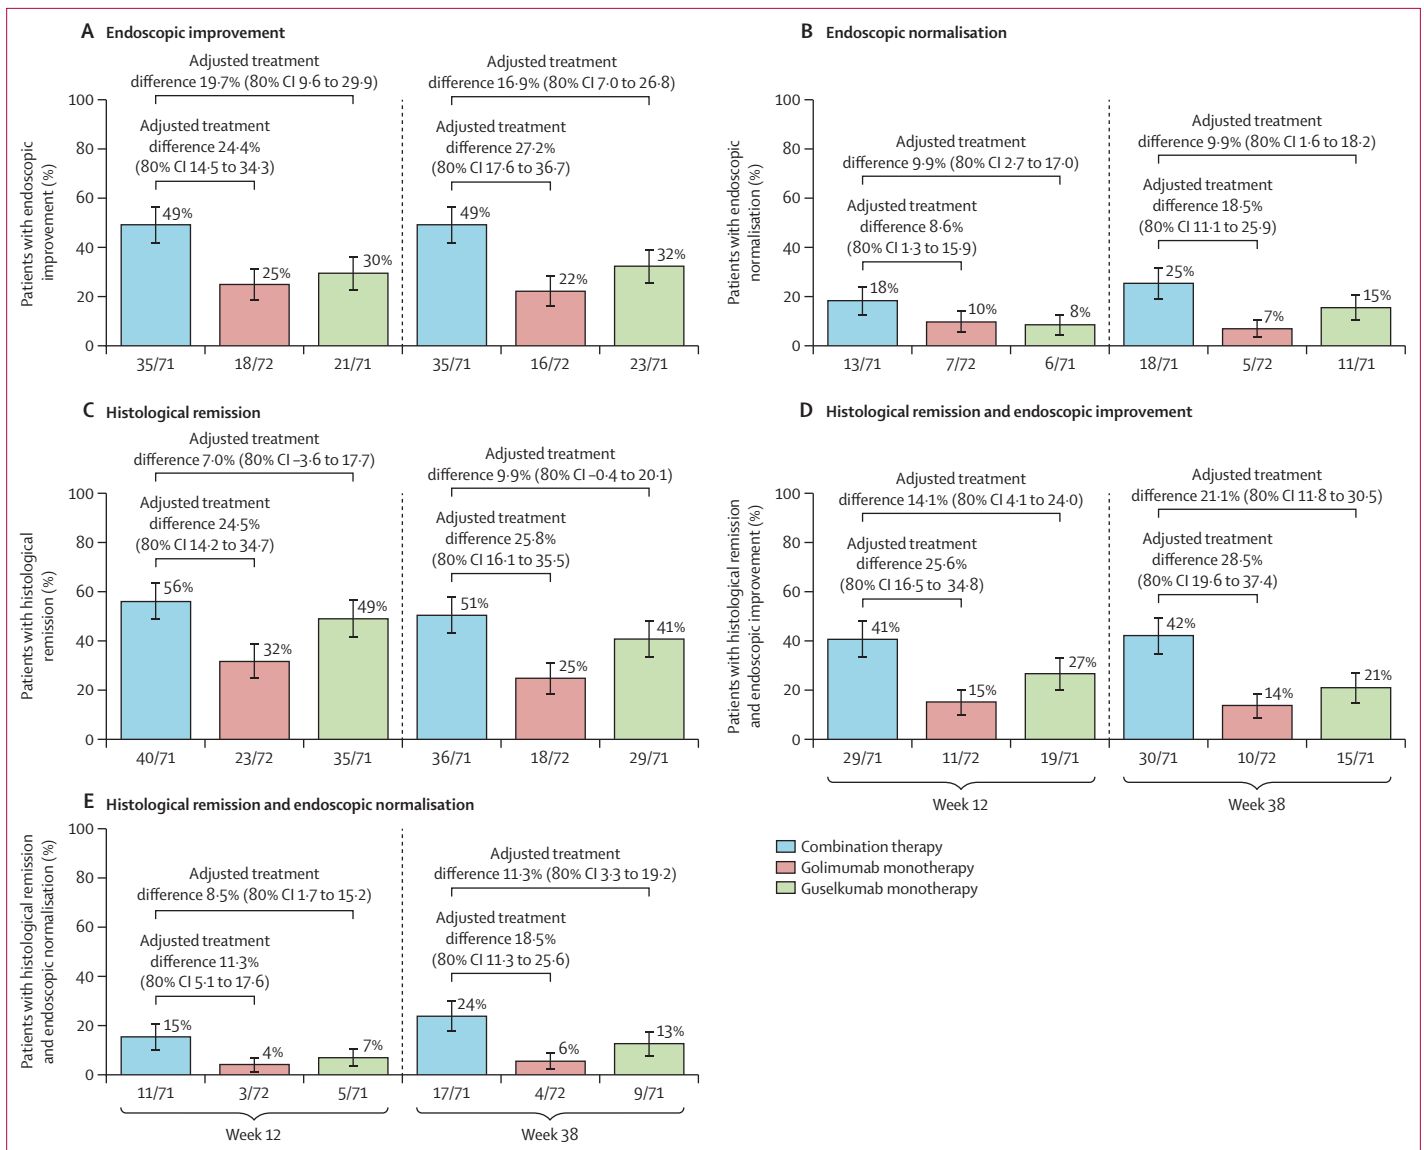 A Endoscopic improvement
Adjusted treatment
difference 19·7% (80% CI 9·6 to 29·9)
Adjusted treatment
difference 16·9% (80% CI 7·0 to 26·8)
Adjusted treatment
difference 24·4%
(80% CI 14·5 to 34·3)
Adjusted treatment
difference 27·2%
(80% CI 17·6 to 36·7)
Patients with endoscopic
improvement (%)
100
80
60
40
20
0
49%
25%
30%
49%
22%
32%
35/71
18/72
21/71
35/71
16/72
23/71
B Endoscopic normalisation
Adjusted treatment
difference 9·9% (80% CI 2·7 to 17·0)
Adjusted treatment
difference 9·9% (80% CI 1·6 to 18·2)
Adjusted treatment
difference 8·6%
(80% CI 1·3 to 15·9)
Adjusted treatment
difference 18·5%
(80% CI 11·1 to 25·9)
Patients with endoscopic
normalisation (%)
100
80
60
40
20
0
18%
10%
8%
25%
7%
15%
13/71
7/72
6/71
18/71
5/72
11/71
C Histological remission
Adjusted treatment
difference 7·0% (80% CI –3·6 to 17·7)
Adjusted treatment
difference 9·9% (80% CI –0·4 to 20·1)
Adjusted treatment
difference 24·5%
(80% CI 14·2 to 34·7)
Adjusted treatment
difference 25·8%
(80% CI 16·1 to 35·5)
Patients with histological
remission (%)
100
80
60
40
20
0
56%
32%
49%
51%
25%
41%
40/71
23/72
35/71
36/71
18/72
29/71
D Histological remission and endoscopic improvement
Adjusted treatment
difference 14·1% (80% CI 4·1 to 24·0)
Adjusted treatment
difference 21·1% (80% CI 11·8 to 30·5)
Adjusted treatment
difference 25·6%
(80% CI 16·5 to 34·8)
Adjusted treatment
difference 28·5%
(80% CI 19·6 to 37·4)
Patients with histological remission
and endoscopic improvement (%)
100
80
60
40
20
0
41%
15%
27%
42%
14%
21%
29/71
11/72
19/71
30/71
10/72
15/71
Week 12
Week 38
E Histological remission and endoscopic normalisation
Adjusted treatment
difference 8·5% (80% CI 1·7 to 15·2)
Adjusted treatment
difference 11·3% (80% CI 3·3 to 19·2)
Adjusted treatment
difference 11·3%
(80% CI 5·1 to 17·6)
Adjusted treatment
difference 18·5%
(80% CI 11·3 to 25·6)
Patients with histological remission
and endoscopic normalisation (%)
100
80
60
40
20
0
15%
4%
7%
24%
6%
13%
11/71
3/72
5/71
17/71
4/72
9/71
Week 12
Week 38
Combination therapy
Golimumab monotherapy
Guselkumab monotherapy